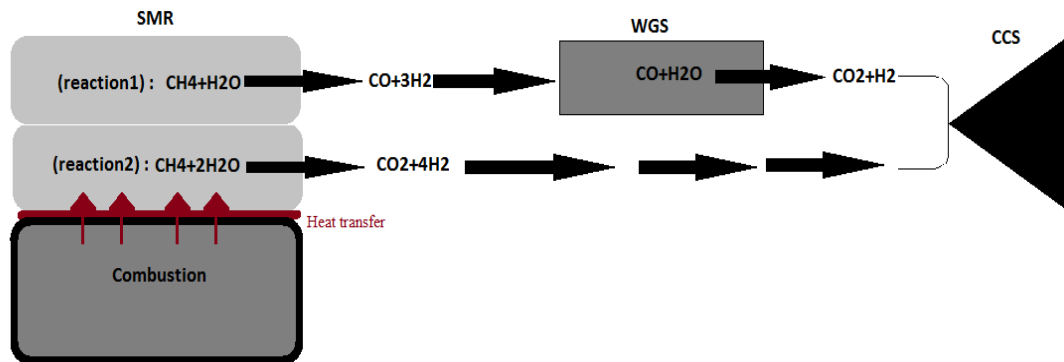 SMR
WGS
CCS
(reaction1) : CH4+H2O
CO+3H2
CO+H2O
CO2+H2
(reaction2) : CH4+2H2O
CO2+4H2
Heat transfer
Combustion